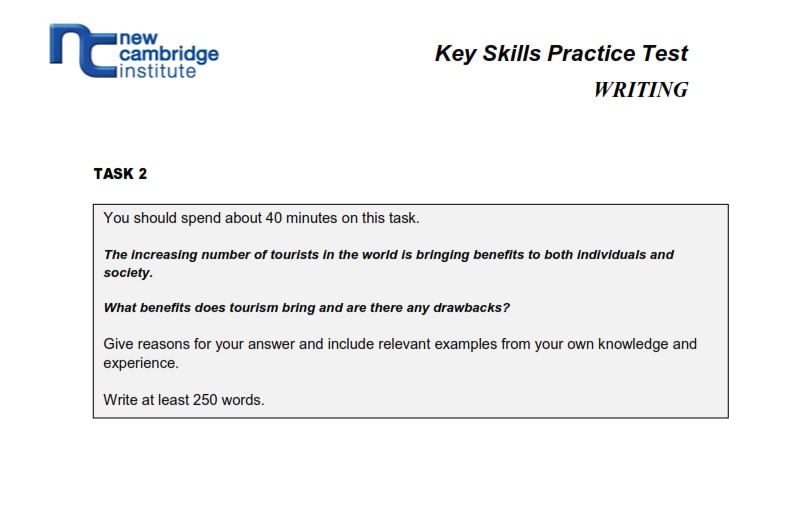 new
cambridge
institute
Key Skills Practice Test
WRITING
TASK 2
You should spend about 40 minutes on this task.
The increasing number of tourists in the world is bringing benefits to both individuals and
society.
What benefits does tourism bring and are there any drawbacks?
Give reasons for your answer and include relevant examples from your own knowledge and
experience.
Write at least 250 words.